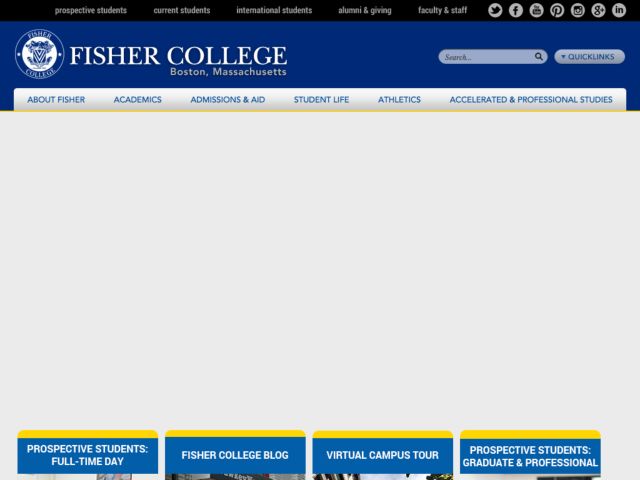 prospective students current students international students alumni & giving faculty & staff
FISHER COLLEGE
Boston, Massachusetts
FISHER
COLLEGE
Search...
QUICKLINKS
ABOUT FISHER ACADEMICS ADMISSIONS & AID STUDENT LIFE ATHLETICS ACCELERATED & PROFESSIONAL STUDIES
PROSPECTIVE STUDENTS:
FULL-TIME DAY
FISHER COLLEGE BLOG
VIRTUAL CAMPUS TOUR
PROSPECTIVE STUDENTS:
GRADUATE & PROFESSIONAL